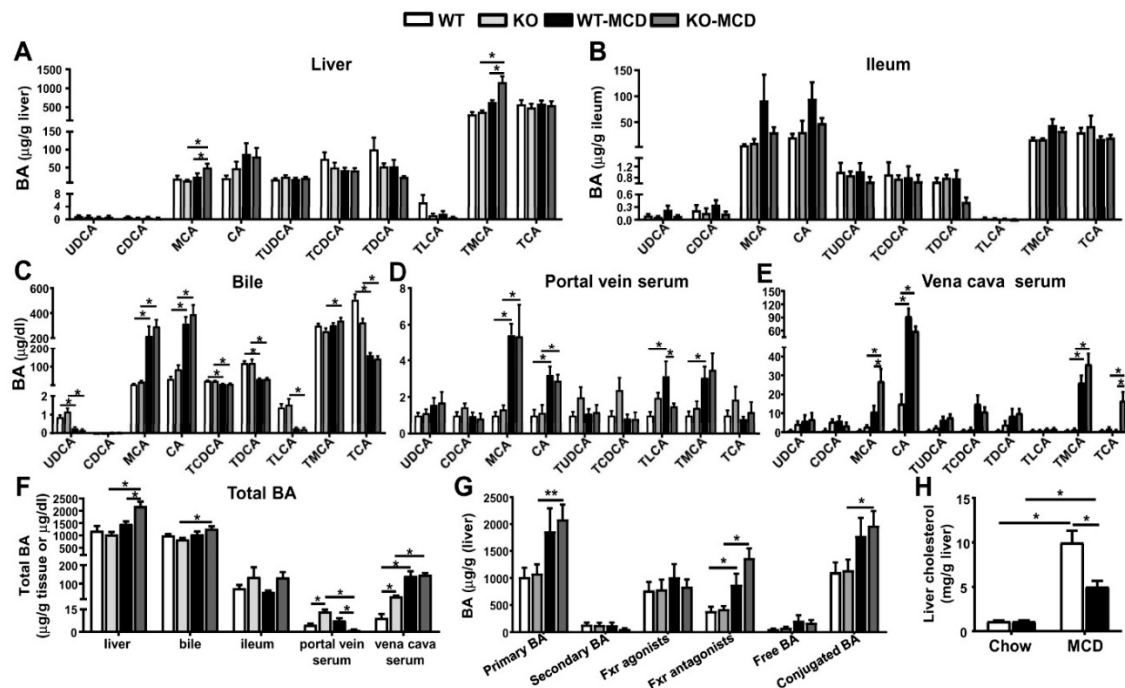 WT KO WT-MCD KO-MCD
A Liver
BA (μg/g liver)
1500
1000
500
150
100
50
8
4
0
UDCA CDCA MCA CA TUDCA TCDCA TDCA TLCA TMCA TCA
* * * *
B Ileum
BA (μg/g ileum)
150
100
50
1.2
0.8
0.4
0.3
0.0
UDCA CDCA MCA CA TUDCA TCDCA TDCA TLCA TMCA TCA
C Bile
BA (μg/dl)
600
400
200
100
2
1
0
UDCA CDCA MCA CA TCDCA TDCA TLCA TMCA TCA
D Portal vein serum
8
6
4
2
0
UDCA CDCA MCA CA TUDCA TCDCA TLCA TMCA TCA
E Vena cava serum
150
120
90
60
40
30
20
10
0
UDCA CDCA MCA CA TUDCA TCDCA TDCA TLCA TMCA TCA
F Total BA
Total BA
(μg/g tissue or μg/dl)
2500
2000
1500
1000
200
100
15
0
liver bile ileum portal vein serum vena cava serum
G
BA (μg/g (liver)
2500
2000
1500
1000
500
0
Primary BA Secondary BA Fxr agonists Fxr antagonists Free BA Conjugated BA
** * * *
H
Liver cholesterol
(mg/g liver)
15
10
5
0
Chow MCD
* * *